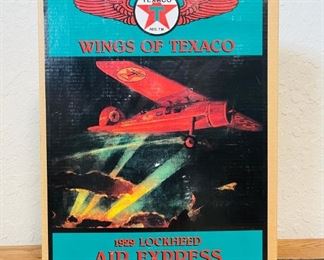 TEXACO
WINGS OF TEXACO
1929 LOCKHEED
AIR EXPRESS